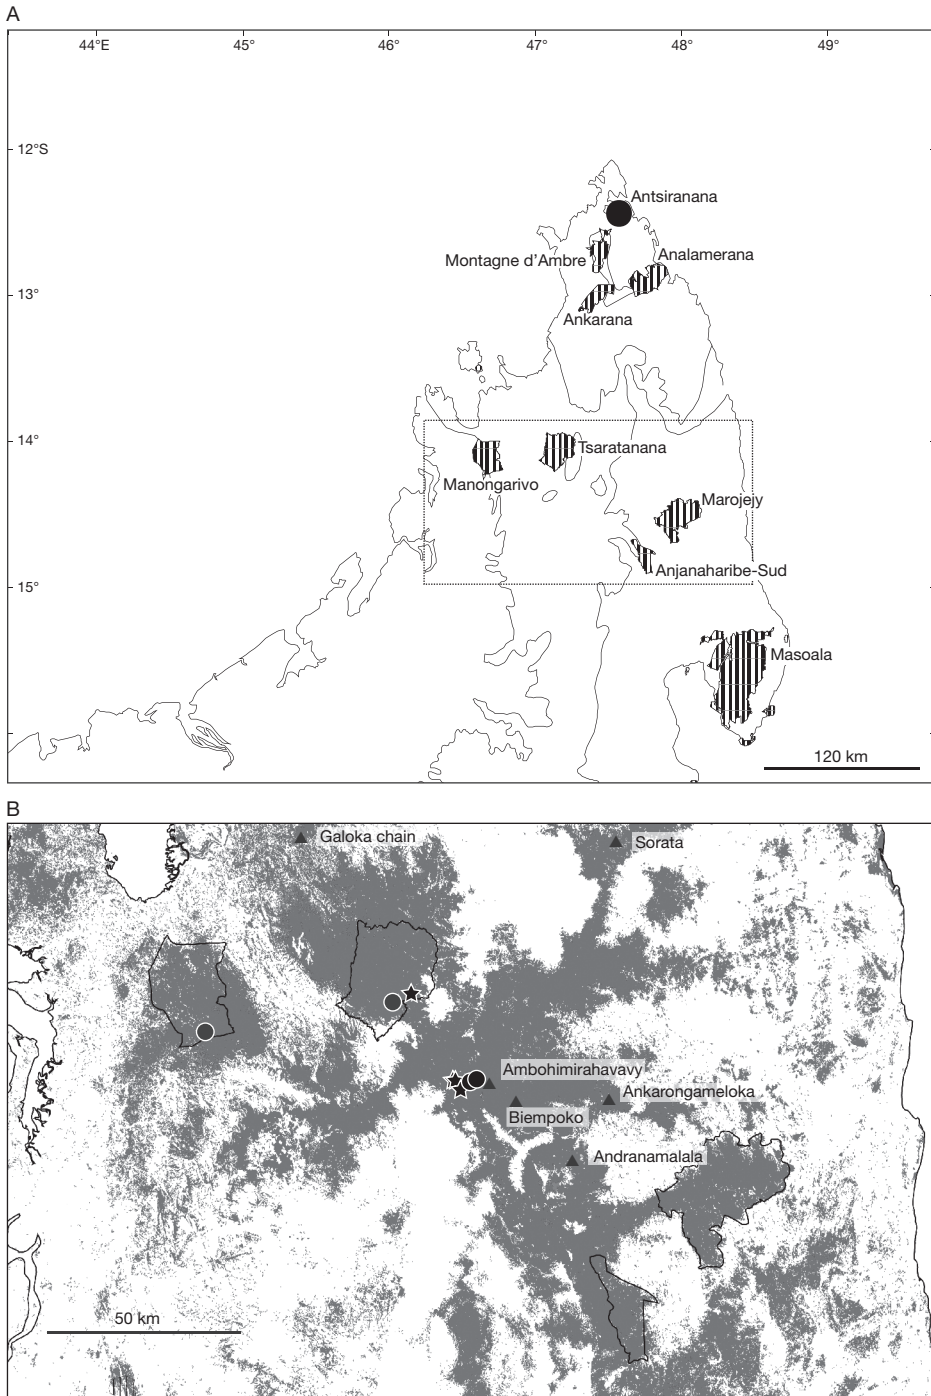 A
44°E 45° 46° 47° 48° 49°
12°S
Antsiranana
Montagne d’Ambre
Analamerana
13°
Ankarana
14°
Tsaratanana
Manongarivo
Marojejy
Anjanaharibe-Sud
15°
Masoala
120 km
B
Galoka chain
Sorata
Ambohimirahavavy
Ankarongameloka
Biempoko
Andranamalala
50 km